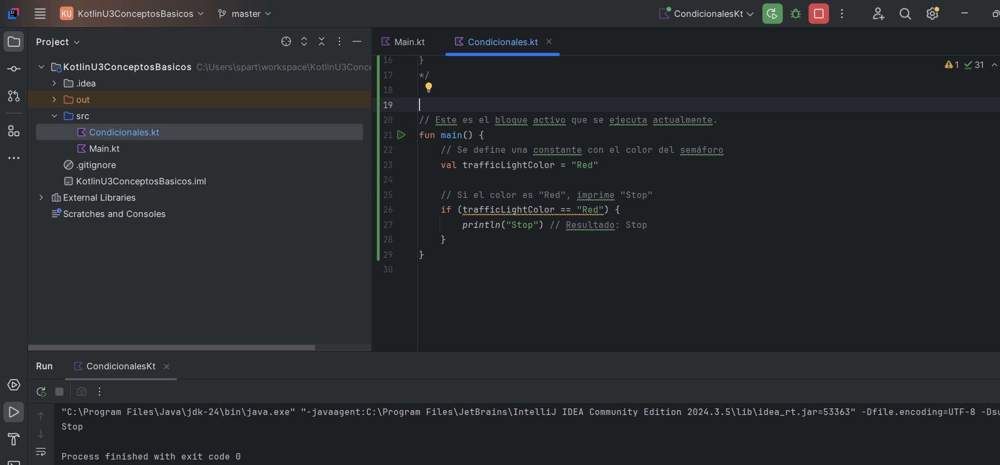 KU KotlinU3ConceptosBasicos master CondicionalesKt
Project
Main.kt Condicionales.kt
KotlinU3ConceptosBasicos C:\Users\spart\workspace\KotlinU3Conce
.idea
out
src
Condicionales.kt
Main.kt
.gitignore
KotlinU3ConceptosBasicos.iml
External Libraries
Scratches and Consoles
1 31
16 }
17 */
18
19
20 // Este es el bloque activo que se ejecuta actualmente.
21 fun main() {
22 // Se define una constante con el color del semáforo
23 val trafficLightColor = "Red"
24
25 // Si el color es "Red", imprime "Stop"
26 if (trafficLightColor == "Red") {
27 println("Stop") // Resultado: Stop
28 }
29 }
30
Run CondicionalesKt
"C:\Program Files\Java\jdk-24\bin\java.exe" "-javaagent:C:\Program Files\JetBrains\IntelliJ IDEA Community Edition 2024.3.5\lib\idea_rt.jar=53363" -Dfile.encoding=UTF-8 -Dsu
Stop
Process finished with exit code 0